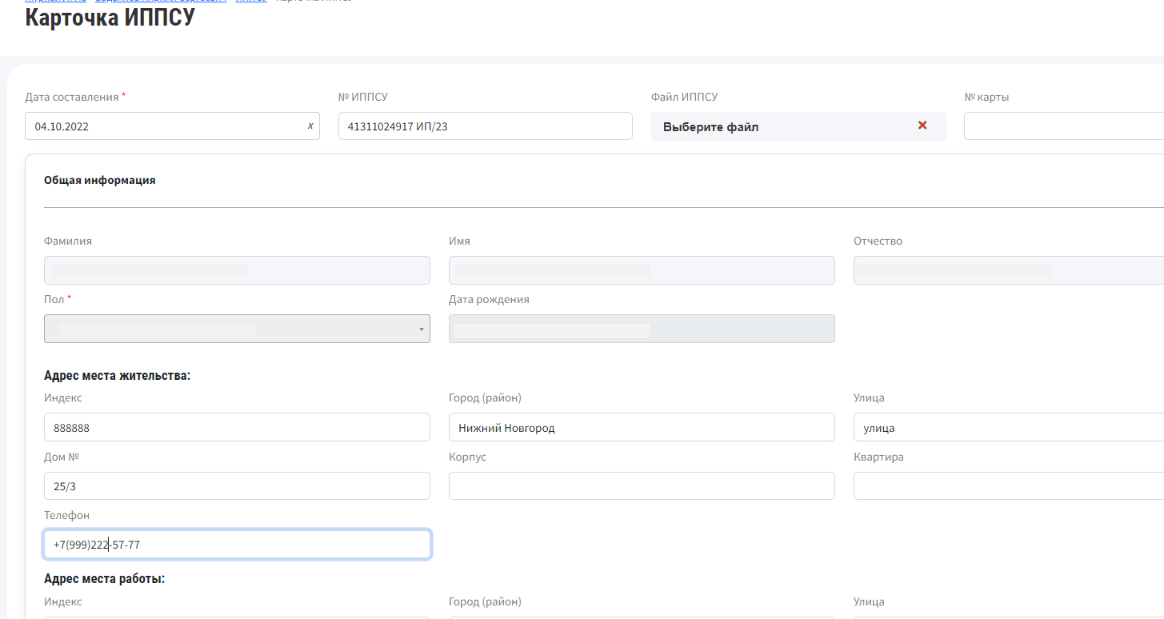 Карточка ИППСУ
Дата составления *
№ ИППСУ
Файл ИППСУ
№ карты
04.10.2022
x
41311024917 ИП/23
Выберите файл
Общая информация
Фамилия
Имя
Отчество
Пол *
Дата рождения
Адрес места жительства:
Индекс
Город (район)
Улица
888888
Нижний Новгород
улица
Дом №
Корпус
Квартира
25/3
Телефон
+7(999)222-57-77
Адрес места работы:
Индекс
Город (район)
Улица